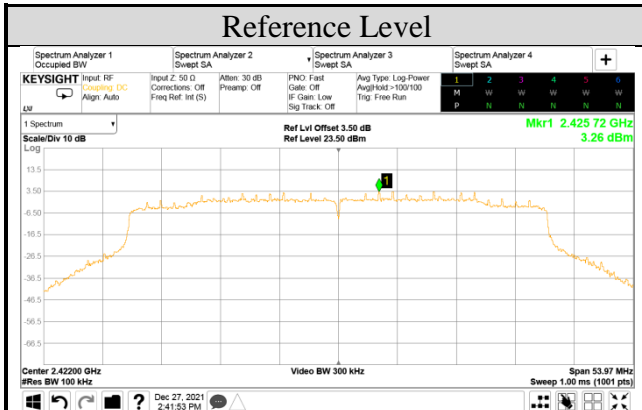 Reference Level
Spectrum Analyzer 1
Occupied BW
Spectrum Analyzer 2
Swept SA
Spectrum Analyzer 3
Swept SA
Spectrum Analyzer 4
Swept SA
+
KEYSIGHT
Input: RF
Coupling: DC
Align: Auto
Input Z: 50 Ω
Corrections: Off
Freq Ref: Int (S)
Atten: 30 dB
Preamp: Off
PNO: Fast
Gate: Off
IF Gain: Low
Sig Track: Off
Avg Type: Log-Power
Avg|Hold:>100/100
Trig: Free Run
1 2 3 4 5 6
M W W W W W
P N N N N N
LXI
1 Spectrum
Scale/Div 10 dB
Ref Lvl Offset 3.50 dB
Ref Level 23.50 dBm
Mkr1 2.425 72 GHz
3.26 dBm
Log
13.5
3.50
-6.50
-16.5
-26.5
-36.5
-46.5
-56.5
-66.5
1
Center 2.42200 GHz
#Res BW 100 kHz
Video BW 300 kHz
Span 53.97 MHz
Sweep 1.00 ms (1001 pts)
?
Dec 27, 2021
2:41:53 PM